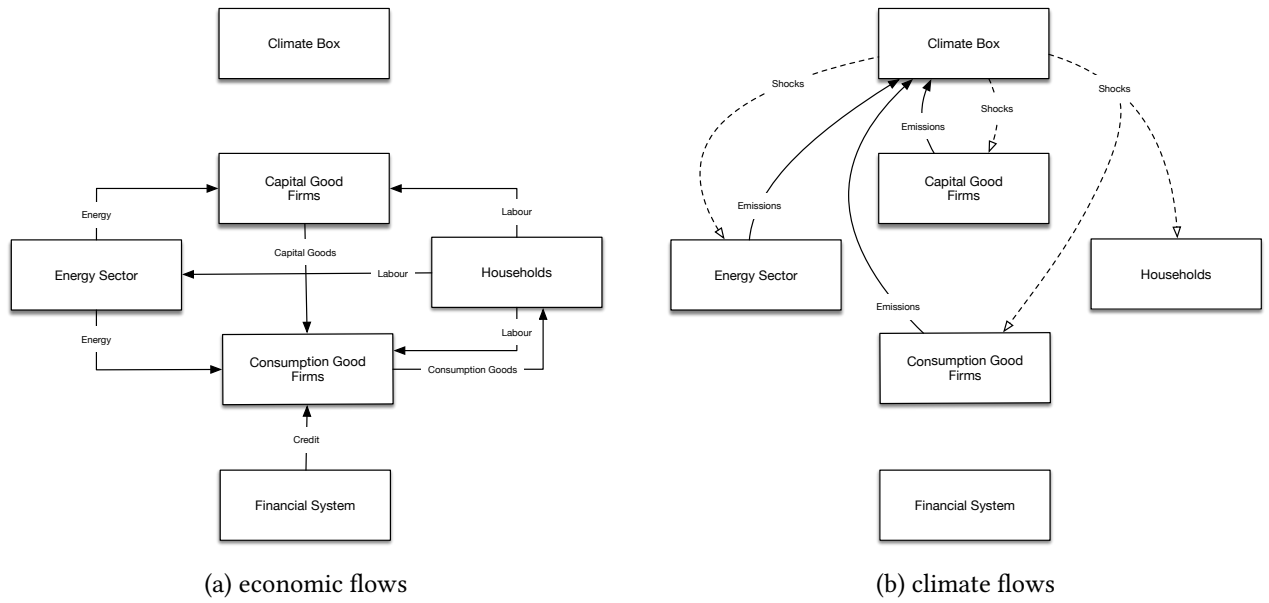 Climate Box
Capital Good
Firms
Energy
Labour
Capital Goods
Energy Sector
Labour
Households
Energy
Labour
Consumption Good
Firms
Consumption Goods
Credit
Financial System
(a) economic flows
Climate Box
Shocks
Shocks
Shocks
Emissions
Capital Good
Firms
Emissions
Energy Sector
Households
Emissions
Consumption Good
Firms
Financial System
(b) climate flows